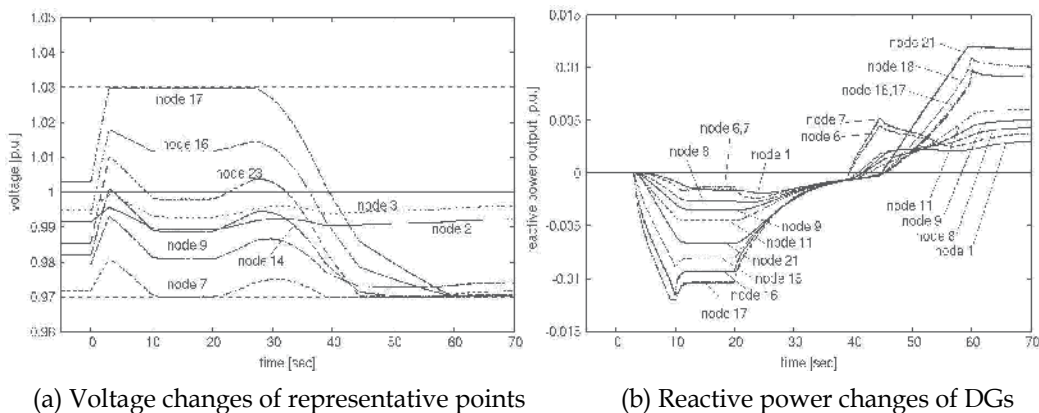 1.05
1.04
1.03
1.02
1.01
1
0.99
0.98
0.97
0.96
voltage [p.u.]
node 17
node 16
node 23
node 3
node 2
node 9
node 14
node 7
0
10
20
30
40
50
60
70
time [sec]
(a) Voltage changes of representative points
0.015
0.01
0.005
0
-0.005
-0.01
-0.015
reactive power output [p.u.]
node 21
node 18
node 16,17
node 7
node 6
node 6,7
node 8
node 1
node 9
node 11
node 21
node 16
node 17
node 11
node 9
node 8
node 1
0
10
20
30
40
50
60
70
time [sec]
(b) Reactive power changes of DGs